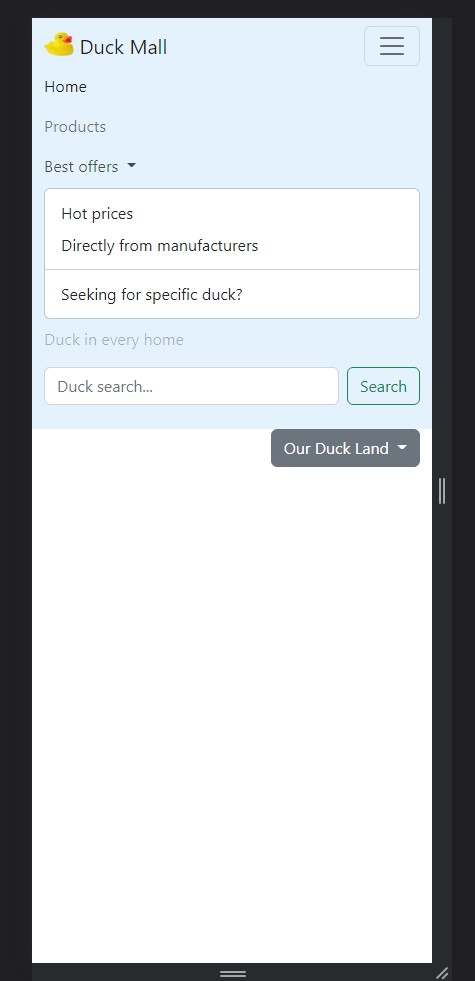 Duck Mall
Home
Products
Best offers
Hot prices
Directly from manufacturers
Seeking for specific duck?
Duck in every home
Duck search...
Search
Our Duck Land